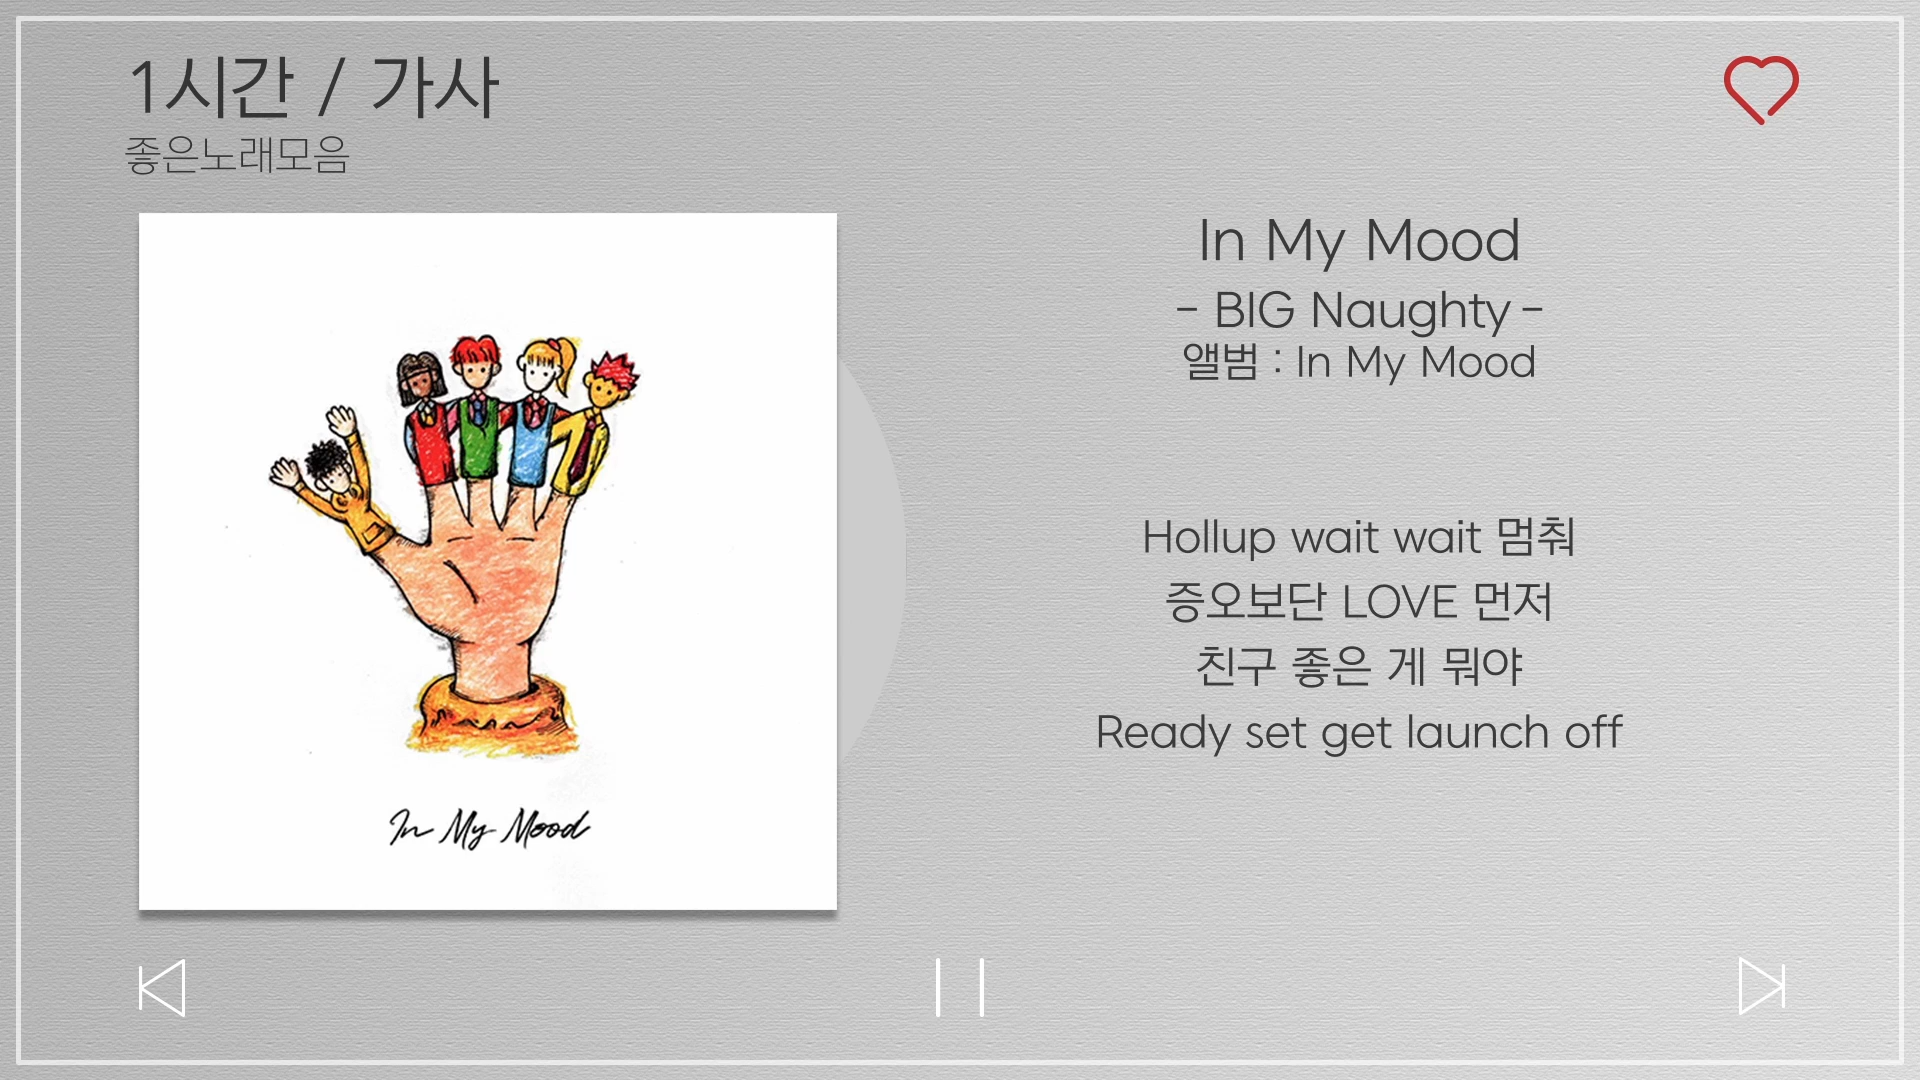 1시간 / 가사
좋은노래모음
In My Mood
In My Mood
- BIG Naughty -
앨범 : In My Mood
Hollup wait wait 멈춰
증오보단 LOVE 먼저
친구 좋은 게 뭐야
Ready set get launch off